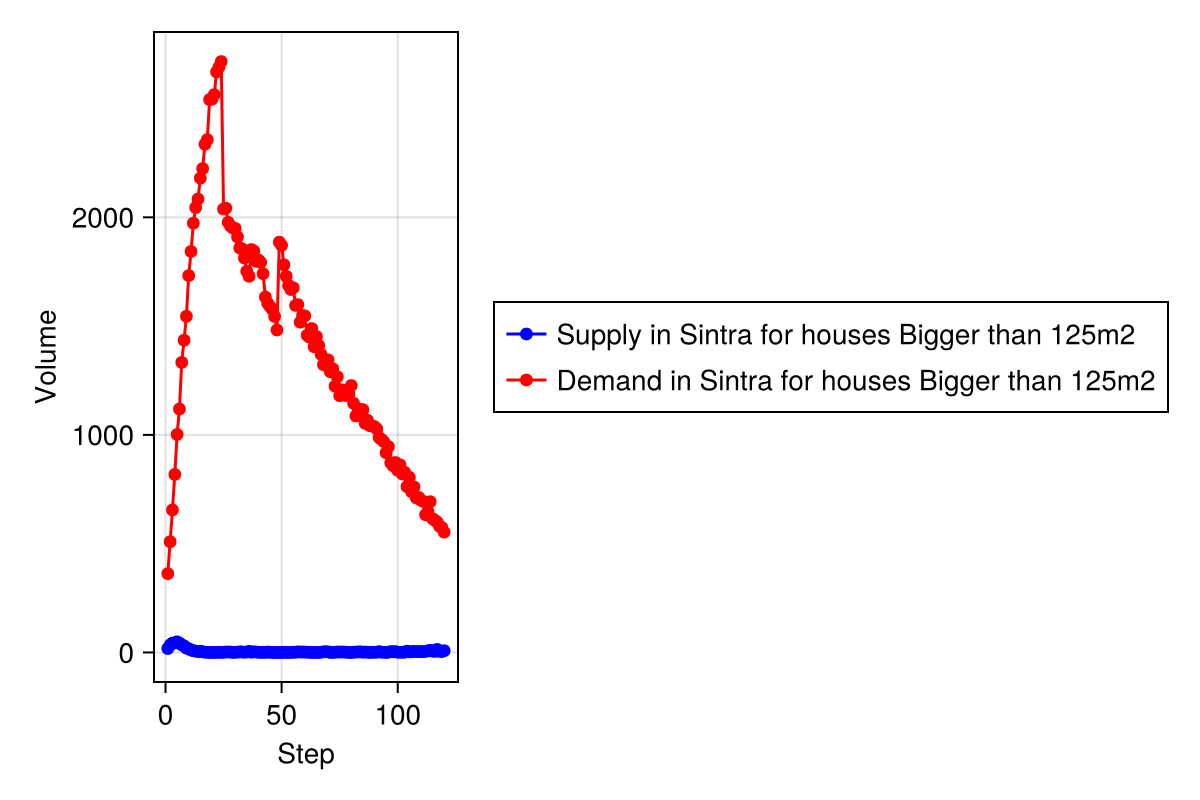 Volume
2000
1000
0
0 50 100
Step
Supply in Sintra for houses Bigger than 125m2
Demand in Sintra for houses Bigger than 125m2